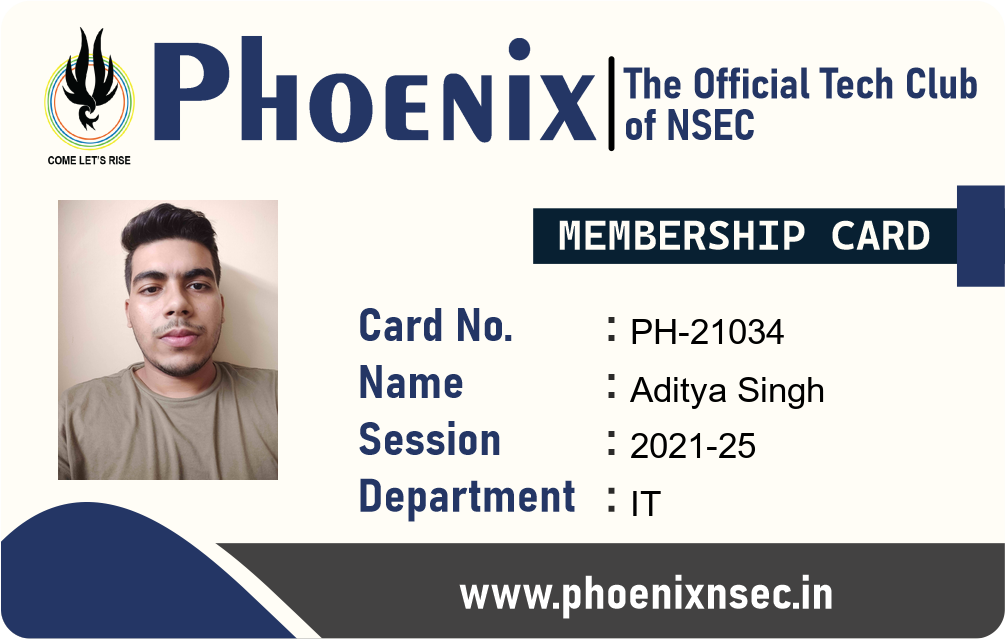 COME LET'S RISE
PHOENIX
The Official Tech Club
of NSEC
MEMBERSHIP CARD
Card No. : PH-21034
Name : Aditya Singh
Session : 2021-25
Department : IT
www.phoenixnsec.in